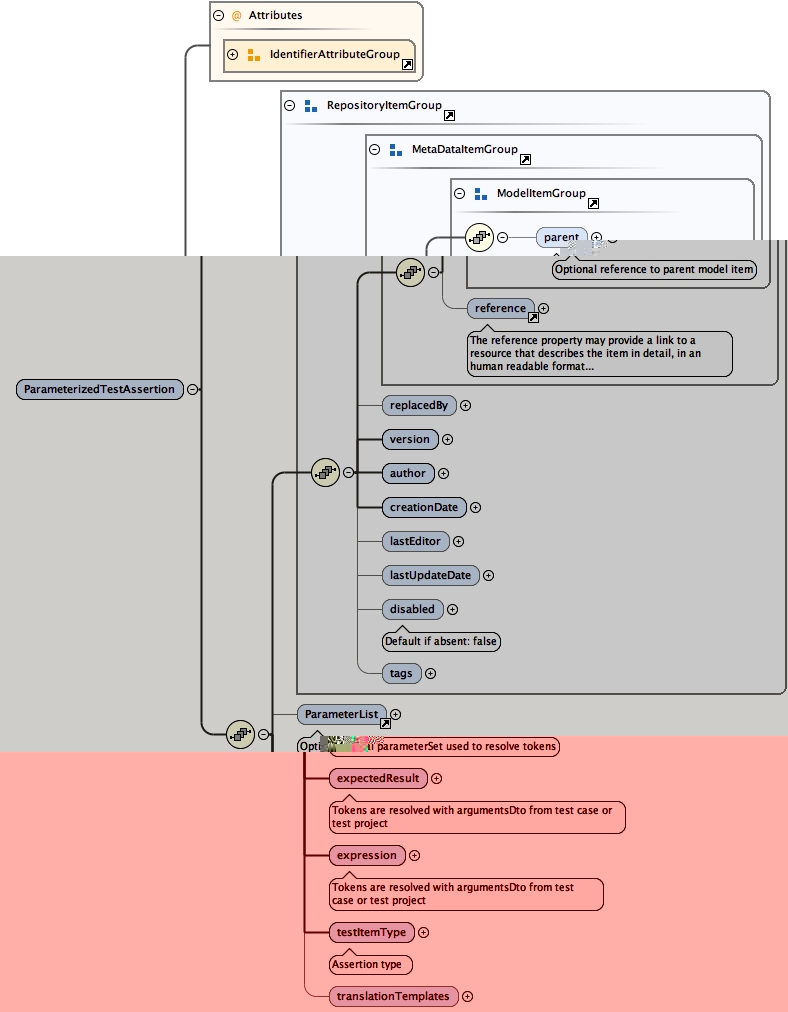 Attributes
IdentifierAttributeGroup
RepositoryItemGroup
MetaDataItemGroup
ModelItemGroup
parent
Optional reference to parent model item
reference
The reference property may provide a link to a
resource that describes the item in detail, in an
human readable format...
ParameterizedTestAssertion
replacedBy
version
author
creationDate
lastEditor
lastUpdateDate
disabled
Default if absent: false
tags
ParameterList
parameterSet used to resolve tokens
expectedResult
Tokens are resolved with argumentsDto from test case or
test project
expression
Tokens are resolved with argumentsDto from test
case or test project
testItemType
Assertion type
translationTemplates